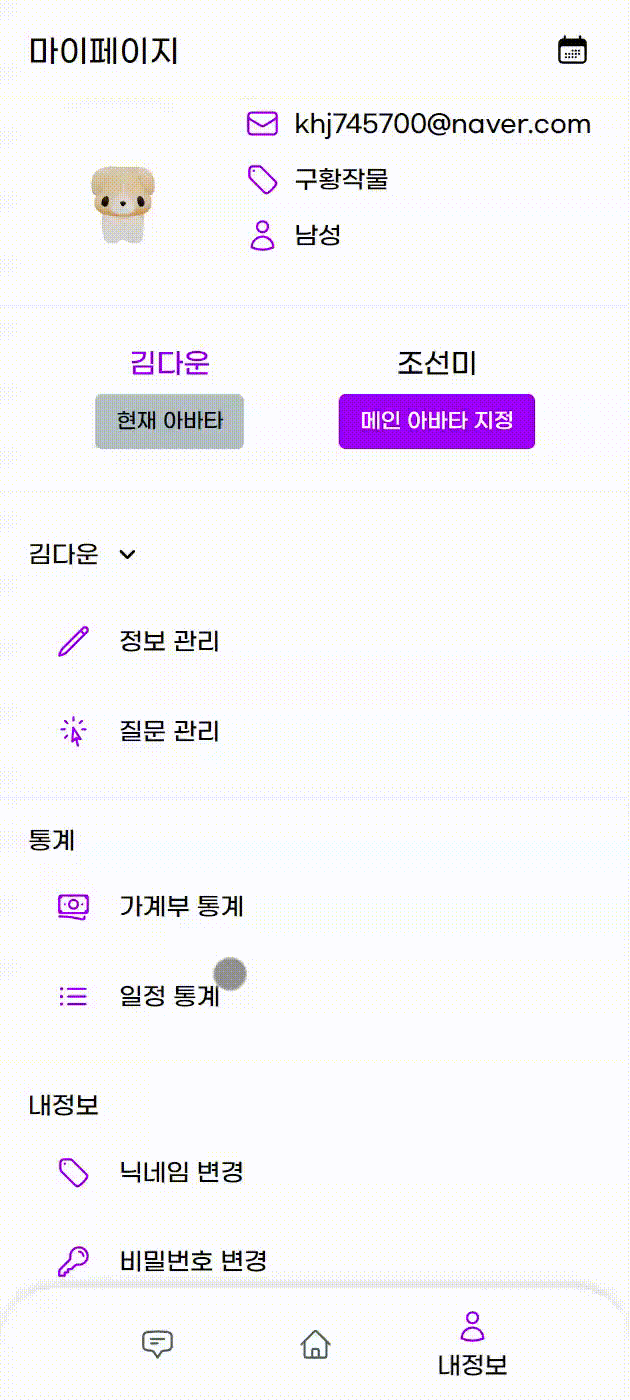 마이페이지
khj745700@naver.com
구황작물
남성
김다운 조선미
현재 아바타 메인 아바타 지정
김다운
정보 관리
질문 관리
통계
가계부 통계
일정 통계
내정보
닉네임 변경
비밀번호 변경
내정보